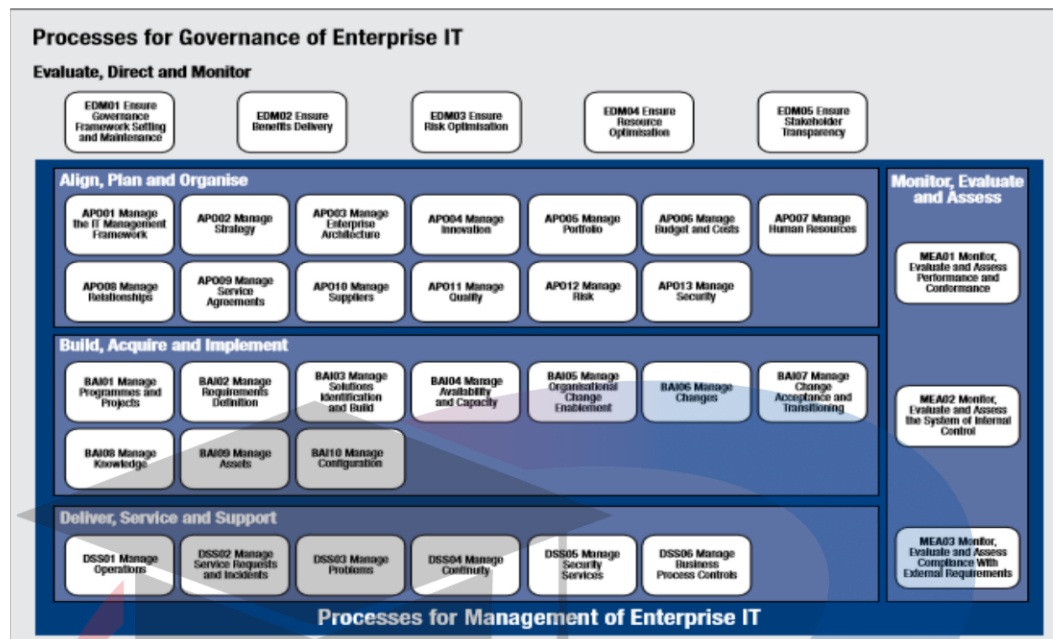 Processes for Governance of Enterprise IT
Evaluate, Direct and Monitor
EDM01 Ensure
Governance
Framework Setting
and Maintenance
EDM02 Ensure
Benefits Delivery
EDM03 Ensure
Risk Optimisation
EDM04 Ensure
Resource
Optimisation
EDM05 Ensure
Stakeholder
Transparency
Align, Plan and Organise
APO01 Manage
the IT Management
Framework
APO02 Manage
Strategy
APO03 Manage
Enterprise
Architecture
APO04 Manage
Innovation
APO05 Manage
Portfolio
APO06 Manage
Budget and Costs
APO07 Manage
Human Resources
APO08 Manage
Relationships
APO09 Manage
Service
Agreements
APO10 Manage
Suppliers
APO11 Manage
Quality
APO12 Manage
Risk
APO13 Manage
Security
Build, Acquire and Implement
BAI01 Manage
Programmes and
Projects
BAI02 Manage
Requirements
Definition
BAI03 Manage
Solutions
Identification
and Build
BAI04 Manage
Availability
and Capacity
BAI05 Manage
Organisational
Change
Enablement
BAI06 Manage
Changes
BAI07 Manage
Change
Acceptance and
Transitioning
BAI08 Manage
Knowledge
BAI09 Manage
Assets
BAI10 Manage
Configuration
Deliver, Service and Support
DSS01 Manage
Operations
DSS02 Manage
Service Requests
and Incidents
DSS03 Manage
Problems
DSS04 Manage
Continuity
DSS05 Manage
Security
Services
DSS06 Manage
Business
Process Controls
Monitor, Evaluate
and Assess
MEA01 Monitor,
Evaluate and Assess
Performance and
Conformance
MEA02 Monitor,
Evaluate and Assess
the System of Internal
Control
MEA03 Monitor,
Evaluate and Assess
Compliance With
External Requirements
Processes for Management of Enterprise IT